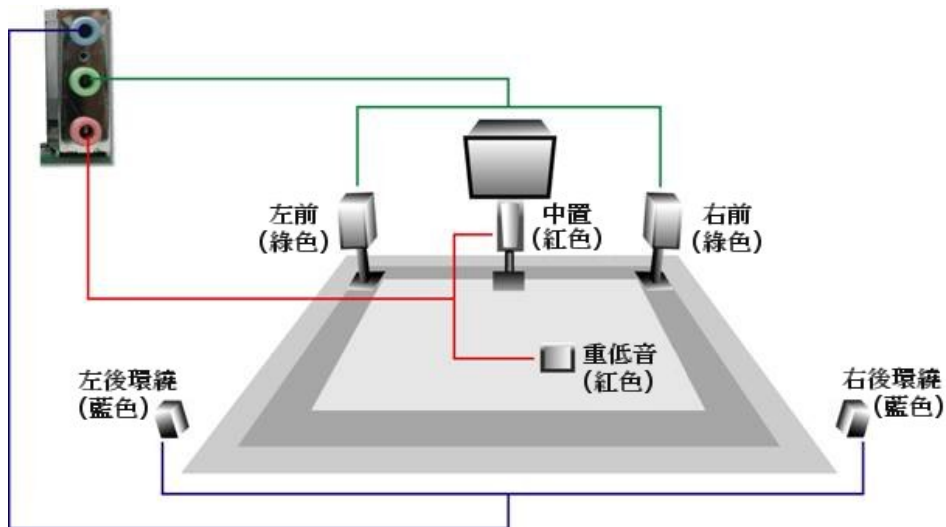 左前
(綠色)
中置
(紅色)
右前
(綠色)
重低音
(紅色)
左後環繞
(藍色)
右後環繞
(藍色)